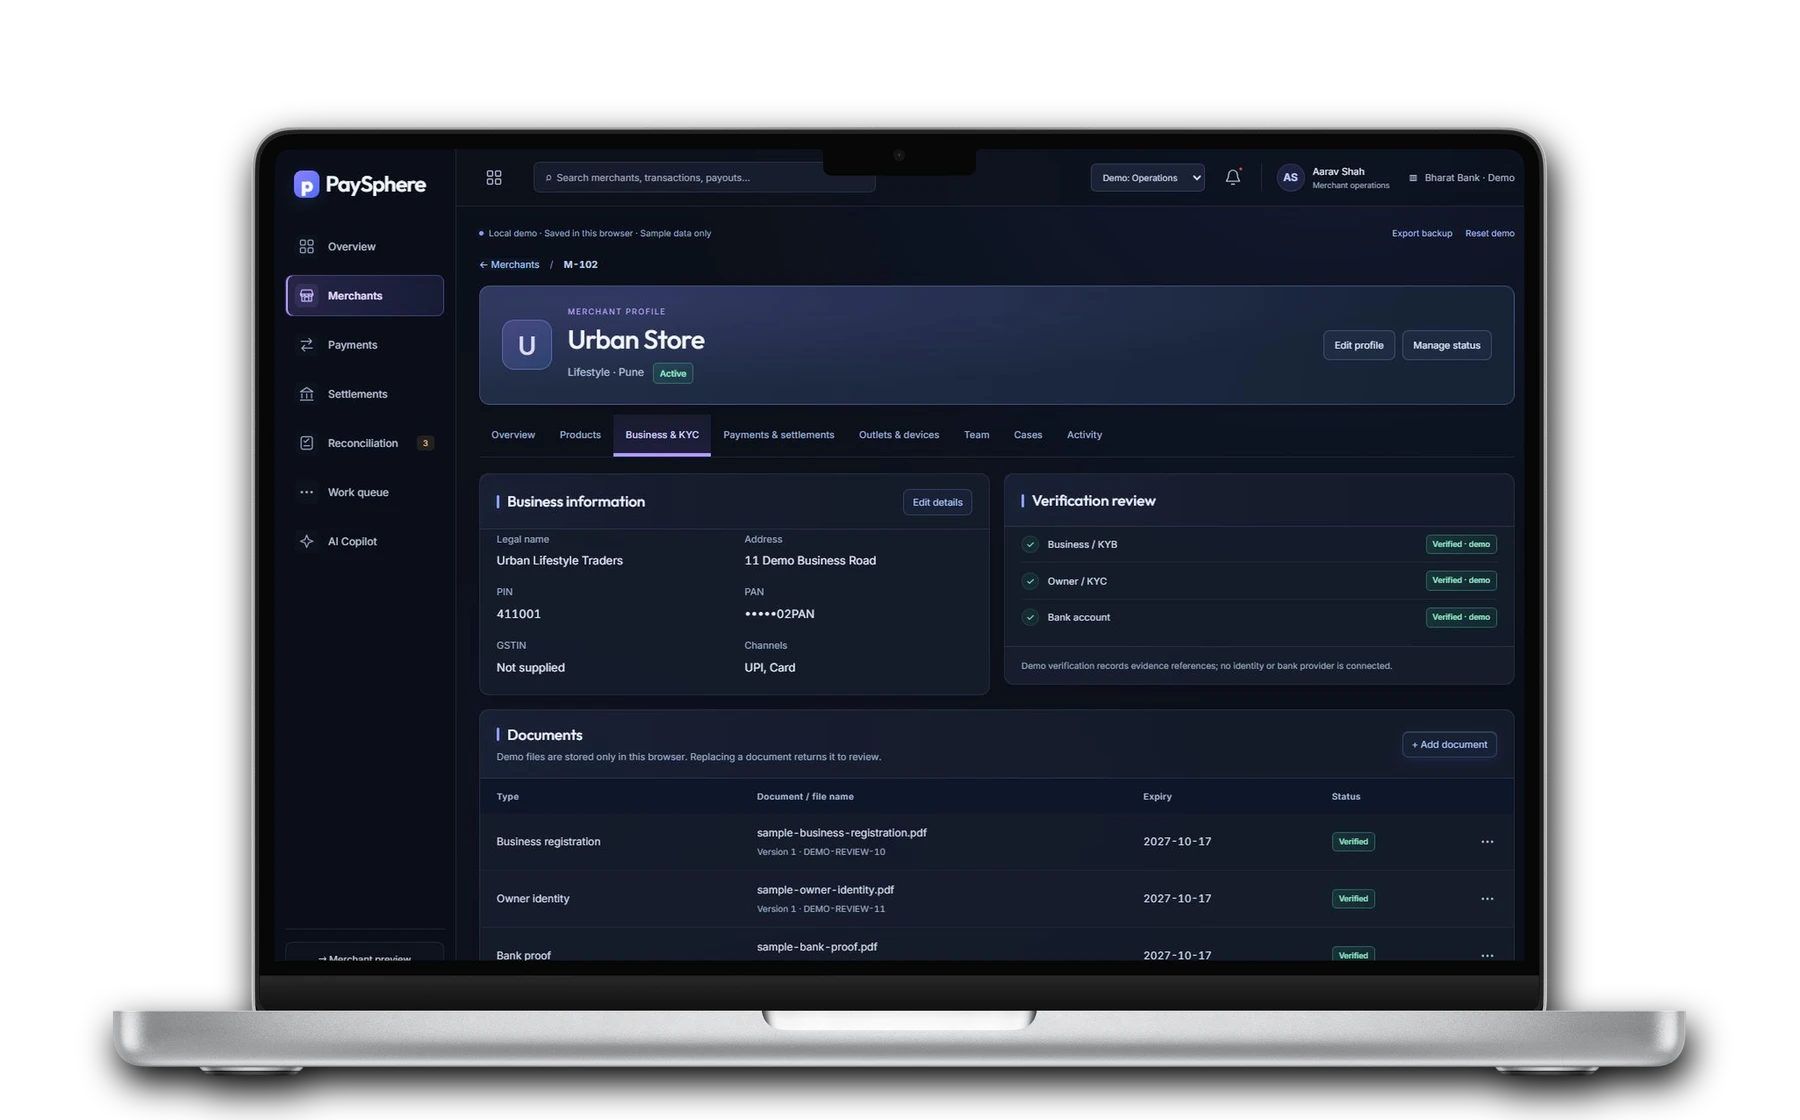 p PaySphere
Search merchants, transactions, payouts...
Demo: Operations
AS
Aarav Shah
Merchant operations
Bharat Bank · Demo
Overview
Merchants
Payments
Settlements
Reconciliation 3
Work queue
AI Copilot
→ Merchant preview
Local demo · Saved in this browser · Sample data only
Export backup Reset demo
← Merchants / M-102
U
MERCHANT PROFILE
Urban Store
Lifestyle · Pune Active
Edit profile Manage status
Overview Products Business & KYC Payments & settlements Outlets & devices Team Cases Activity
Business information Edit details
Legal name Address
Urban Lifestyle Traders 11 Demo Business Road
PIN PAN
411001 •••••02PAN
GSTIN Channels
Not supplied UPI, Card
Verification review
Business / KYB Verified · demo
Owner / KYC Verified · demo
Bank account Verified · demo
Demo verification records evidence references; no identity or bank provider is connected.
Documents
Demo files are stored only in this browser. Replacing a document returns it to review.
+ Add document
Type Document / file name Expiry Status
Business registration sample-business-registration.pdf 2027-10-17 Verified ···
Version 1 · DEMO-REVIEW-10
Owner identity sample-owner-identity.pdf 2027-10-17 Verified ···
Version 1 · DEMO-REVIEW-11
Bank proof sample-bank-proof.pdf 2027-10-17 Verified ···